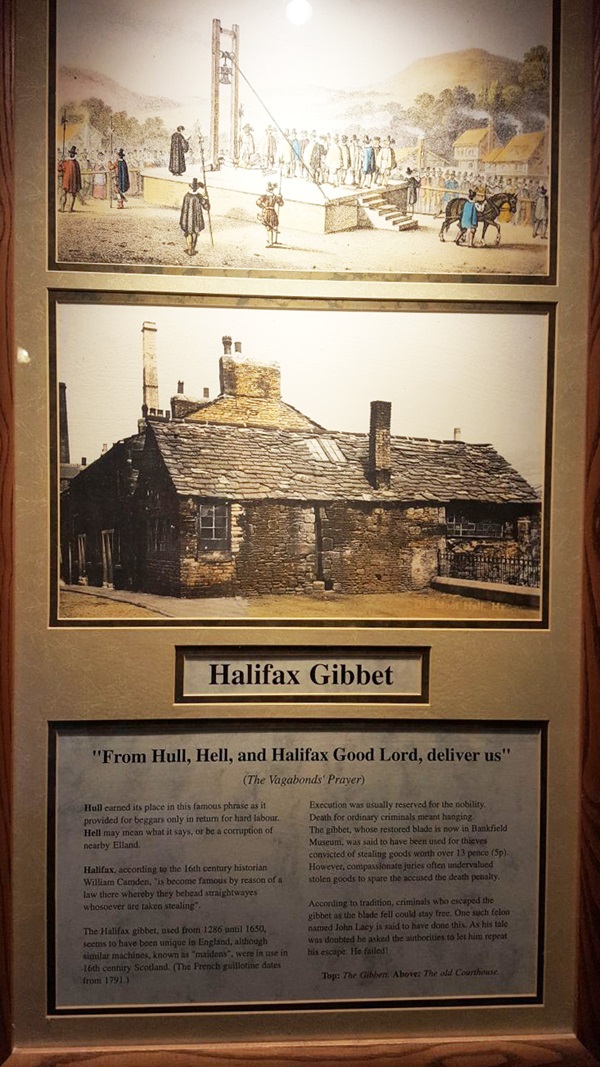 Old Moot Hall, H
Halifax Gibbet
"From Hull, Hell, and Halifax Good Lord, deliver us"
(The Vagabonds' Prayer)
Hull earned its place in this famous phrase as it
provided for beggars only in return for hard labour.
Hell may mean what it says, or be a corruption of
nearby Elland.
Halifax, according to the 16th century historian
William Camden, "is become famous by reason of a
law there whereby they behead straightwayes
whosoever are taken stealing".
The Halifax gibbet, used from 1286 until 1650,
seems to have been unique in England, although
similar machines, known as "maidens", were in use in
16th century Scotland. (The French guillotine dates
from 1791.)
Execution was usually reserved for the nobility.
Death for ordinary criminals meant hanging.
The gibbet, whose restored blade is now in Bankfield
Museum, was said to have been used for thieves
convicted of stealing goods worth over 13 pence (5p).
However, compassionate juries often undervalued
stolen goods to spare the accused the death penalty.
According to tradition, criminals who escaped the
gibbet as the blade fell could stay free. One such felon
named John Lacy is said to have done this. As his tale
was doubted he asked the authorities to let him repeat
his escape. He failed!
Top: The Gibbett. Above: The old Courthouse